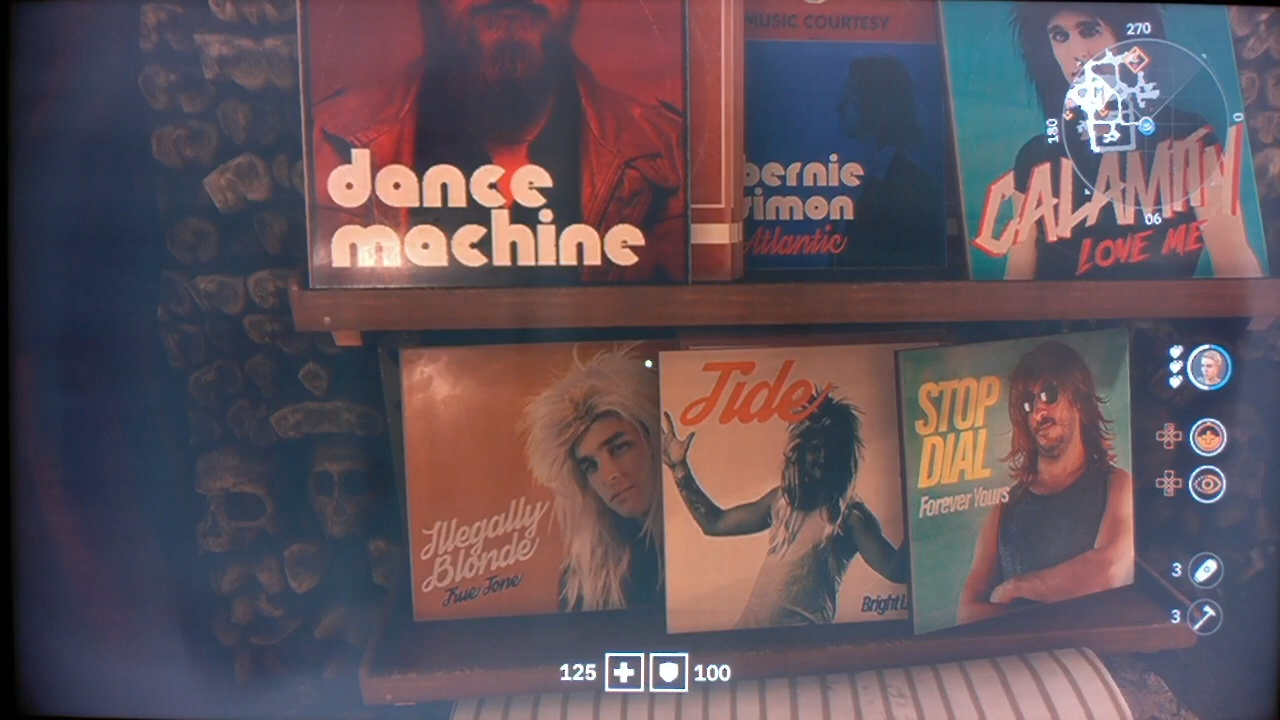 MUSIC COURTESY
dance
machine
bernie
simon
Atlantic
CALAMITY
LOVE ME
270
180
0
06
Illegally
Blonde
True Tone
Tide
Bright L
STOP
DIAL
Forever Yours
3
3
125
100